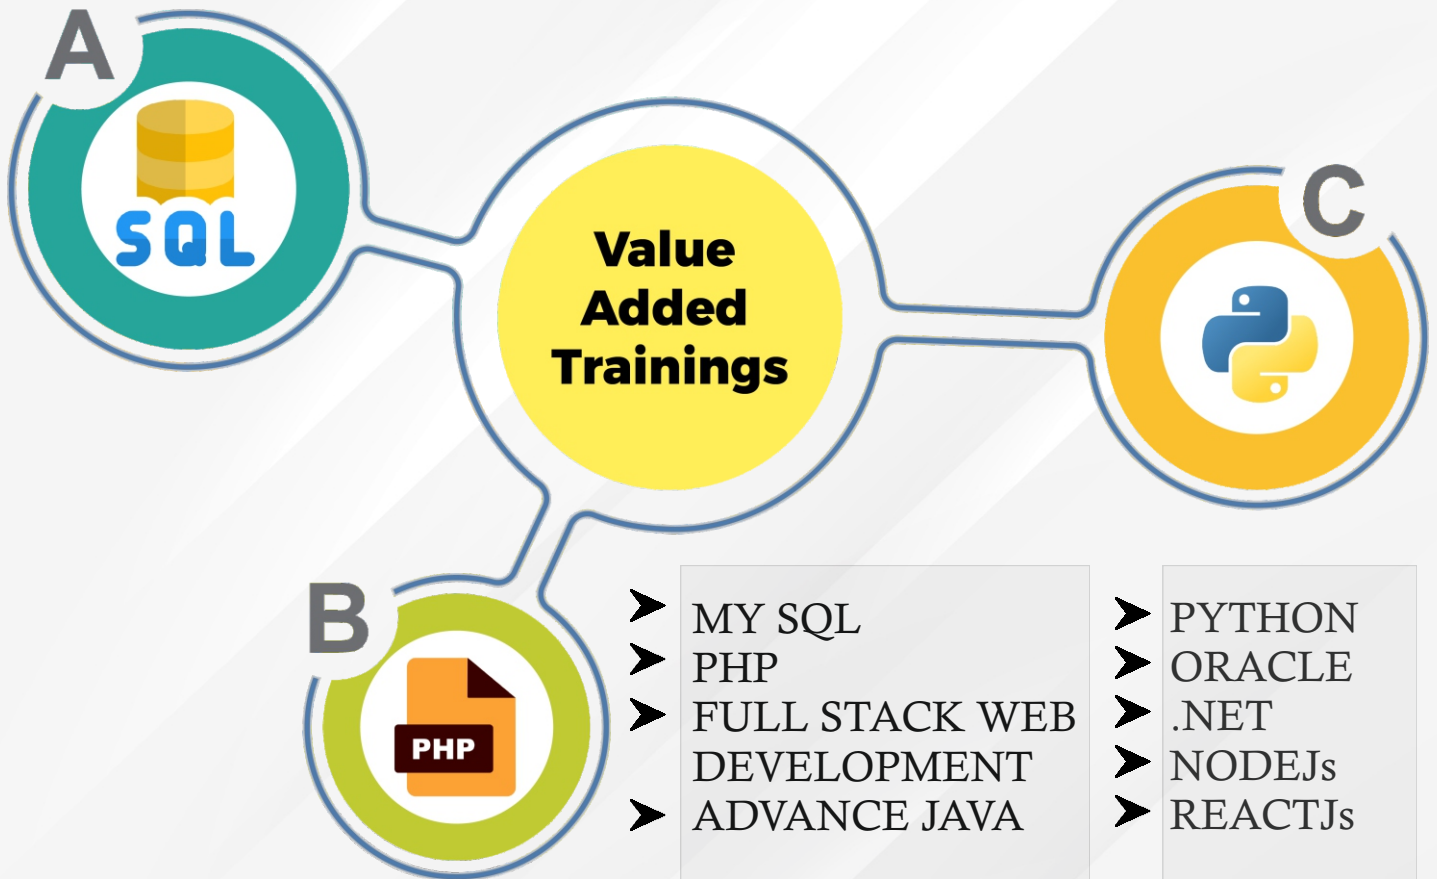 A
SQL
Value
Added
Trainings
C
B
PHP
MY SQL
PHP
FULL STACK WEB
DEVELOPMENT
ADVANCE JAVA
PYTHON
ORACLE
.NET
NODEJs
REACTJs